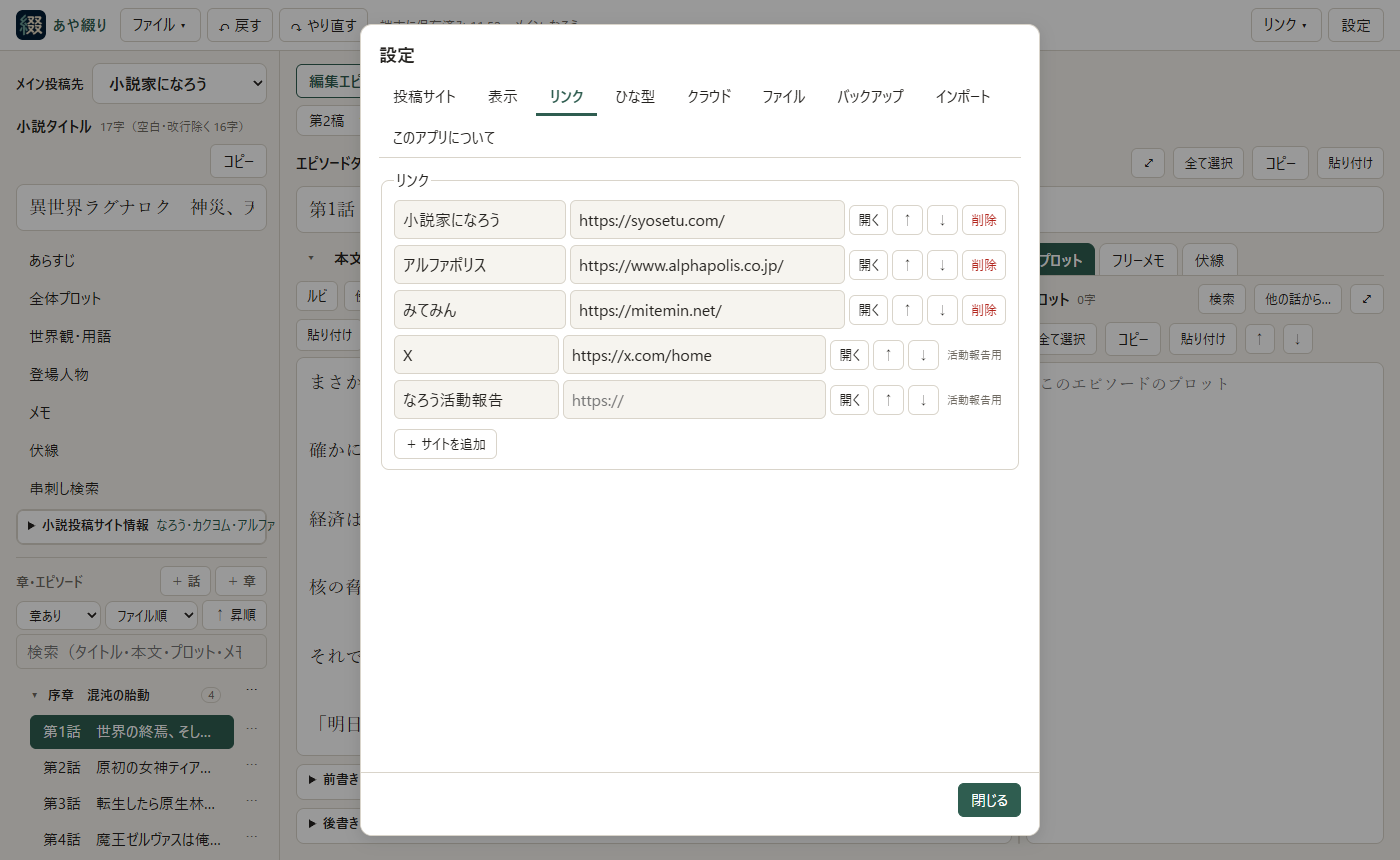 綴 あや綴り ファイル ▾ ↶ 戻す ↷ やり直す リンク ▾ 設定
メイン投稿先 小説家になろう
小説タイトル 17字（空白・改行除く16字）
コピー
異世界ラグナロク　神災、
あらすじ
全体プロット
世界観・用語
登場人物
メモ
伏線
串刺し検索
▶ 小説投稿サイト情報 なろう・カクヨム・アルファ
章・エピソード ＋ 話 ＋ 章
章あり ファイル順 ↑ 昇順
検索（タイトル・本文・プロット・メモ
▾ 序章　混沌の胎動 4 …
第1話　世界の終焉、そし… …
第2話　原初の女神ティア… …
第3話　転生したら原生林… …
第4話　魔王ゼルヴァスは俺… …
編集エピ
第2稿
エピソードタ
第1話
▾ 本文
ルビ
貼り付け
まさか
確かに
経済は
核の脅
それで
「明日
▶ 前書き
▶ 後書き
設定
投稿サイト 表示 リンク ひな型 クラウド ファイル バックアップ インポート
このアプリについて
リンク
小説家になろう https://syosetu.com/ 開く ↑ ↓ 削除
アルファポリス https://www.alphapolis.co.jp/ 開く ↑ ↓ 削除
みてみん https://mitemin.net/ 開く ↑ ↓ 削除
X https://x.com/home 開く ↑ ↓ 活動報告用
なろう活動報告 https:// 開く ↑ ↓ 活動報告用
＋ サイトを追加
閉じる
⤢ 全て選択 コピー 貼り付け
プロット フリーメモ 伏線
ロット 0字 検索 他の話から… ⤢
全て選択 コピー 貼り付け ↑ ↓
このエピソードのプロット